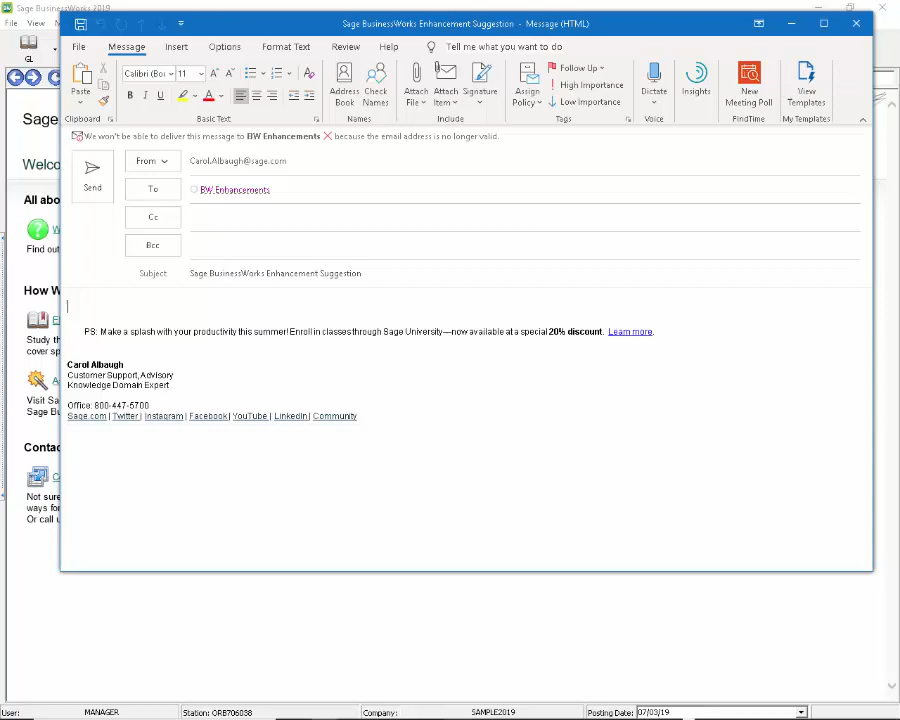 Sage BusinessWorks 2019
Sage BusinessWorks Enhancement Suggestion - Message (HTML)
File View
File Message Insert Options Format Text Review Help Tell me what you want to do
GL
Calibri (Bo 11
Paste
B I U
Address Book
Check Names
Attach File
Attach Item
Signature
Assign Policy
Follow Up
High Importance
Low Importance
Dictate
Insights
New Meeting Poll
View Templates
Clipboard Basic Text Names Include Tags Voice FindTime My Templates
We won't be able to deliver this message to BW Enhancements because the email address is no longer valid.
Send
From Carol.Albaugh@sage.com
To BW Enhancements
Cc
Bcc
Subject Sage BusinessWorks Enhancement Suggestion
PS: Make a splash with your productivity this summer! Enroll in classes through Sage University—now available at a special 20% discount. Learn more.
Carol Albaugh
Customer Support, Advisory
Knowledge Domain Expert
Office: 800-447-5700
Sage.com | Twitter | Instagram | Facebook | YouTube | LinkedIn | Community
Sage
Welco
All abo
W
Find out
How W
Study th
cover sp
Visit Sa
Sage Bu
Contac
Not sure
ways for
Or call u
User: MANAGER Station: ORB706038 Company: SAMPLE2019 Posting Date: 07/03/19